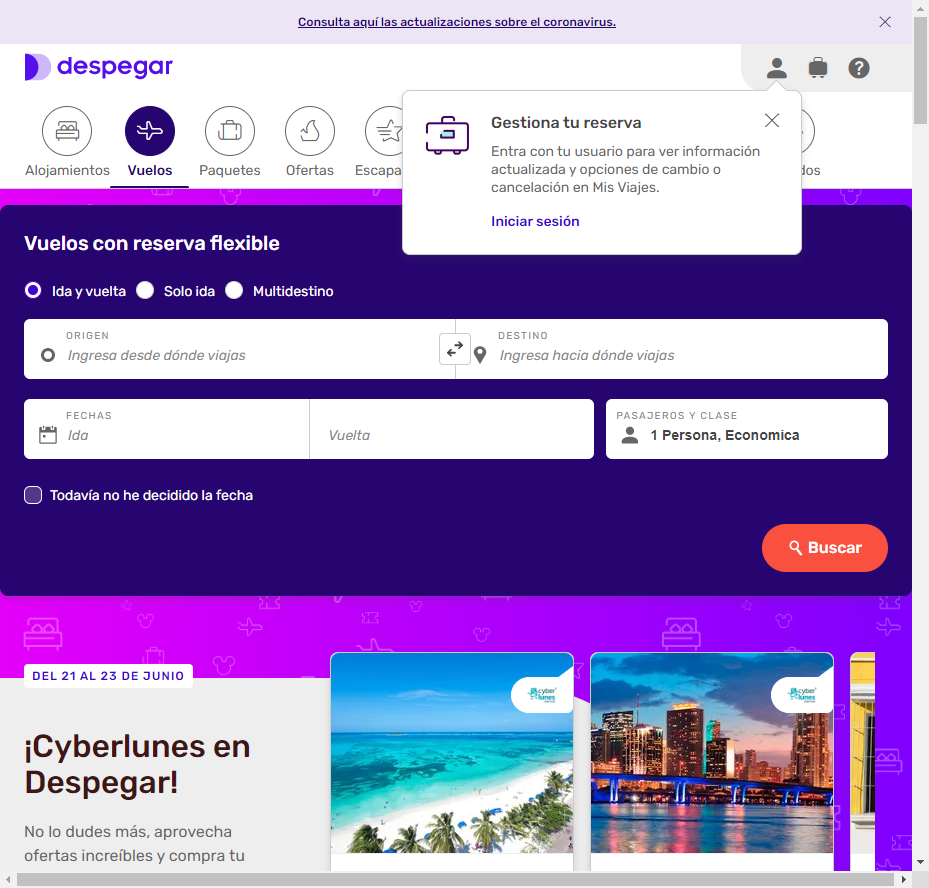 Consulta aquí las actualizaciones sobre el coronavirus.
despegar
Alojamientos
Vuelos
Paquetes
Ofertas
Escapa
dos
Gestiona tu reserva
Entra con tu usuario para ver información
actualizada y opciones de cambio o
cancelación en Mis Viajes.
Iniciar sesión
Vuelos con reserva flexible
Ida y vuelta
Solo ida
Multidestino
ORIGEN
Ingresa desde dónde viajas
DESTINO
Ingresa hacia dónde viajas
FECHAS
Ida
Vuelta
PASAJEROS Y CLASE
1 Persona, Economica
Todavía no he decidido la fecha
Buscar
DEL 21 AL 23 DE JUNIO
¡Cyberlunes en
Despegar!
No lo dudes más, aprovecha
ofertas increíbles y compra tu
cyber
lunes
cyber
lunes